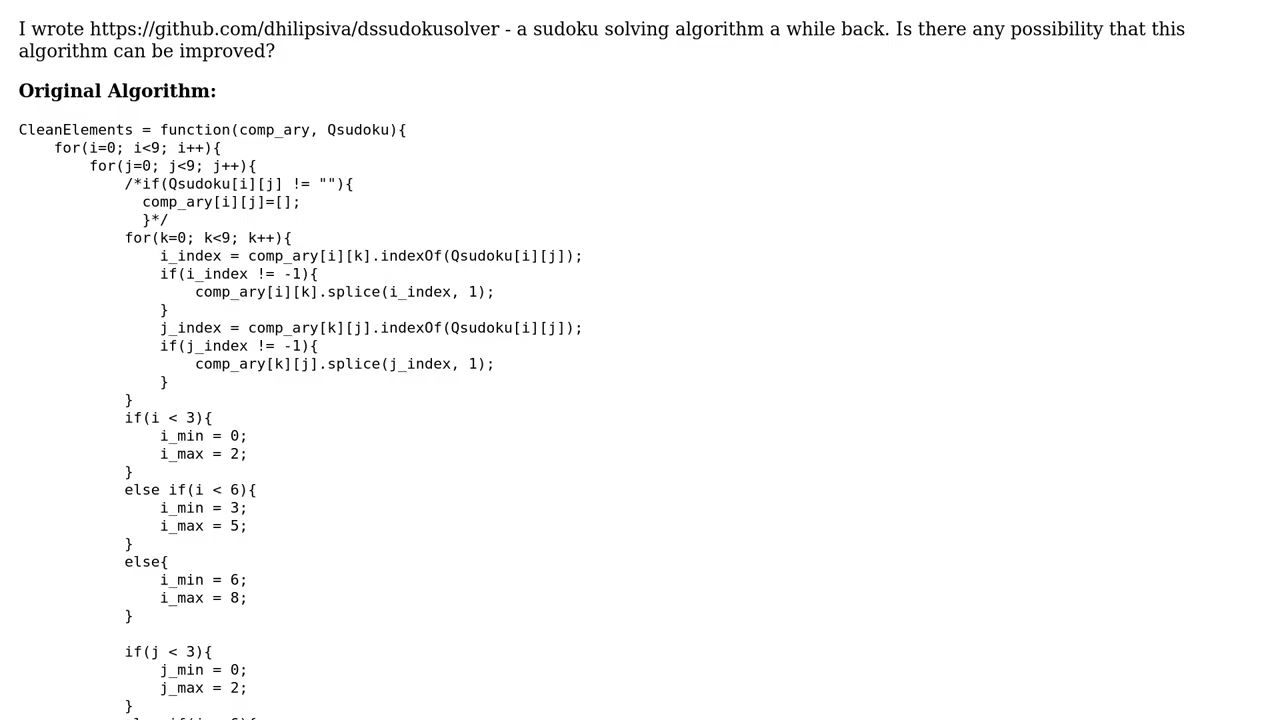 I wrote https://github.com/dhilipsiva/dssudokusolver - a sudoku solving algorithm a while back. Is there any possibility that this
algorithm can be improved?
Original Algorithm:
CleanElements = function(comp_ary, Qsudoku){
    for(i=0; i<9; i++){
        for(j=0; j<9; j++){
            /*if(Qsudoku[i][j] != ""){
              comp_ary[i][j]=[];
              }*/
            for(k=0; k<9; k++){
                i_index = comp_ary[i][k].indexOf(Qsudoku[i][j]);
                if(i_index != -1){
                    comp_ary[i][k].splice(i_index, 1);
                }
                j_index = comp_ary[k][j].indexOf(Qsudoku[i][j]);
                if(j_index != -1){
                    comp_ary[k][j].splice(j_index, 1);
                }
            }
            if(i < 3){
                i_min = 0;
                i_max = 2;
            }
            else if(i < 6){
                i_min = 3;
                i_max = 5;
            }
            else{
                i_min = 6;
                i_max = 8;
            }
            if(j < 3){
                j_min = 0;
                j_max = 2;
            }